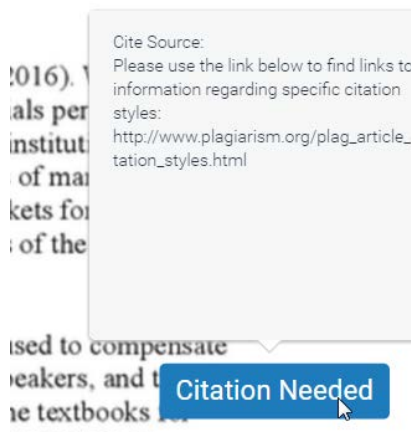 Cite Source:
Please use the link below to find links to
information regarding specific citation
styles:
http://www.plagiarism.org/plag_article_
tation_styles.html
2016).
als per
institut
of ma
kets for
of the
used to compensate
eakers, and t
Citation Needed
ne textbooks